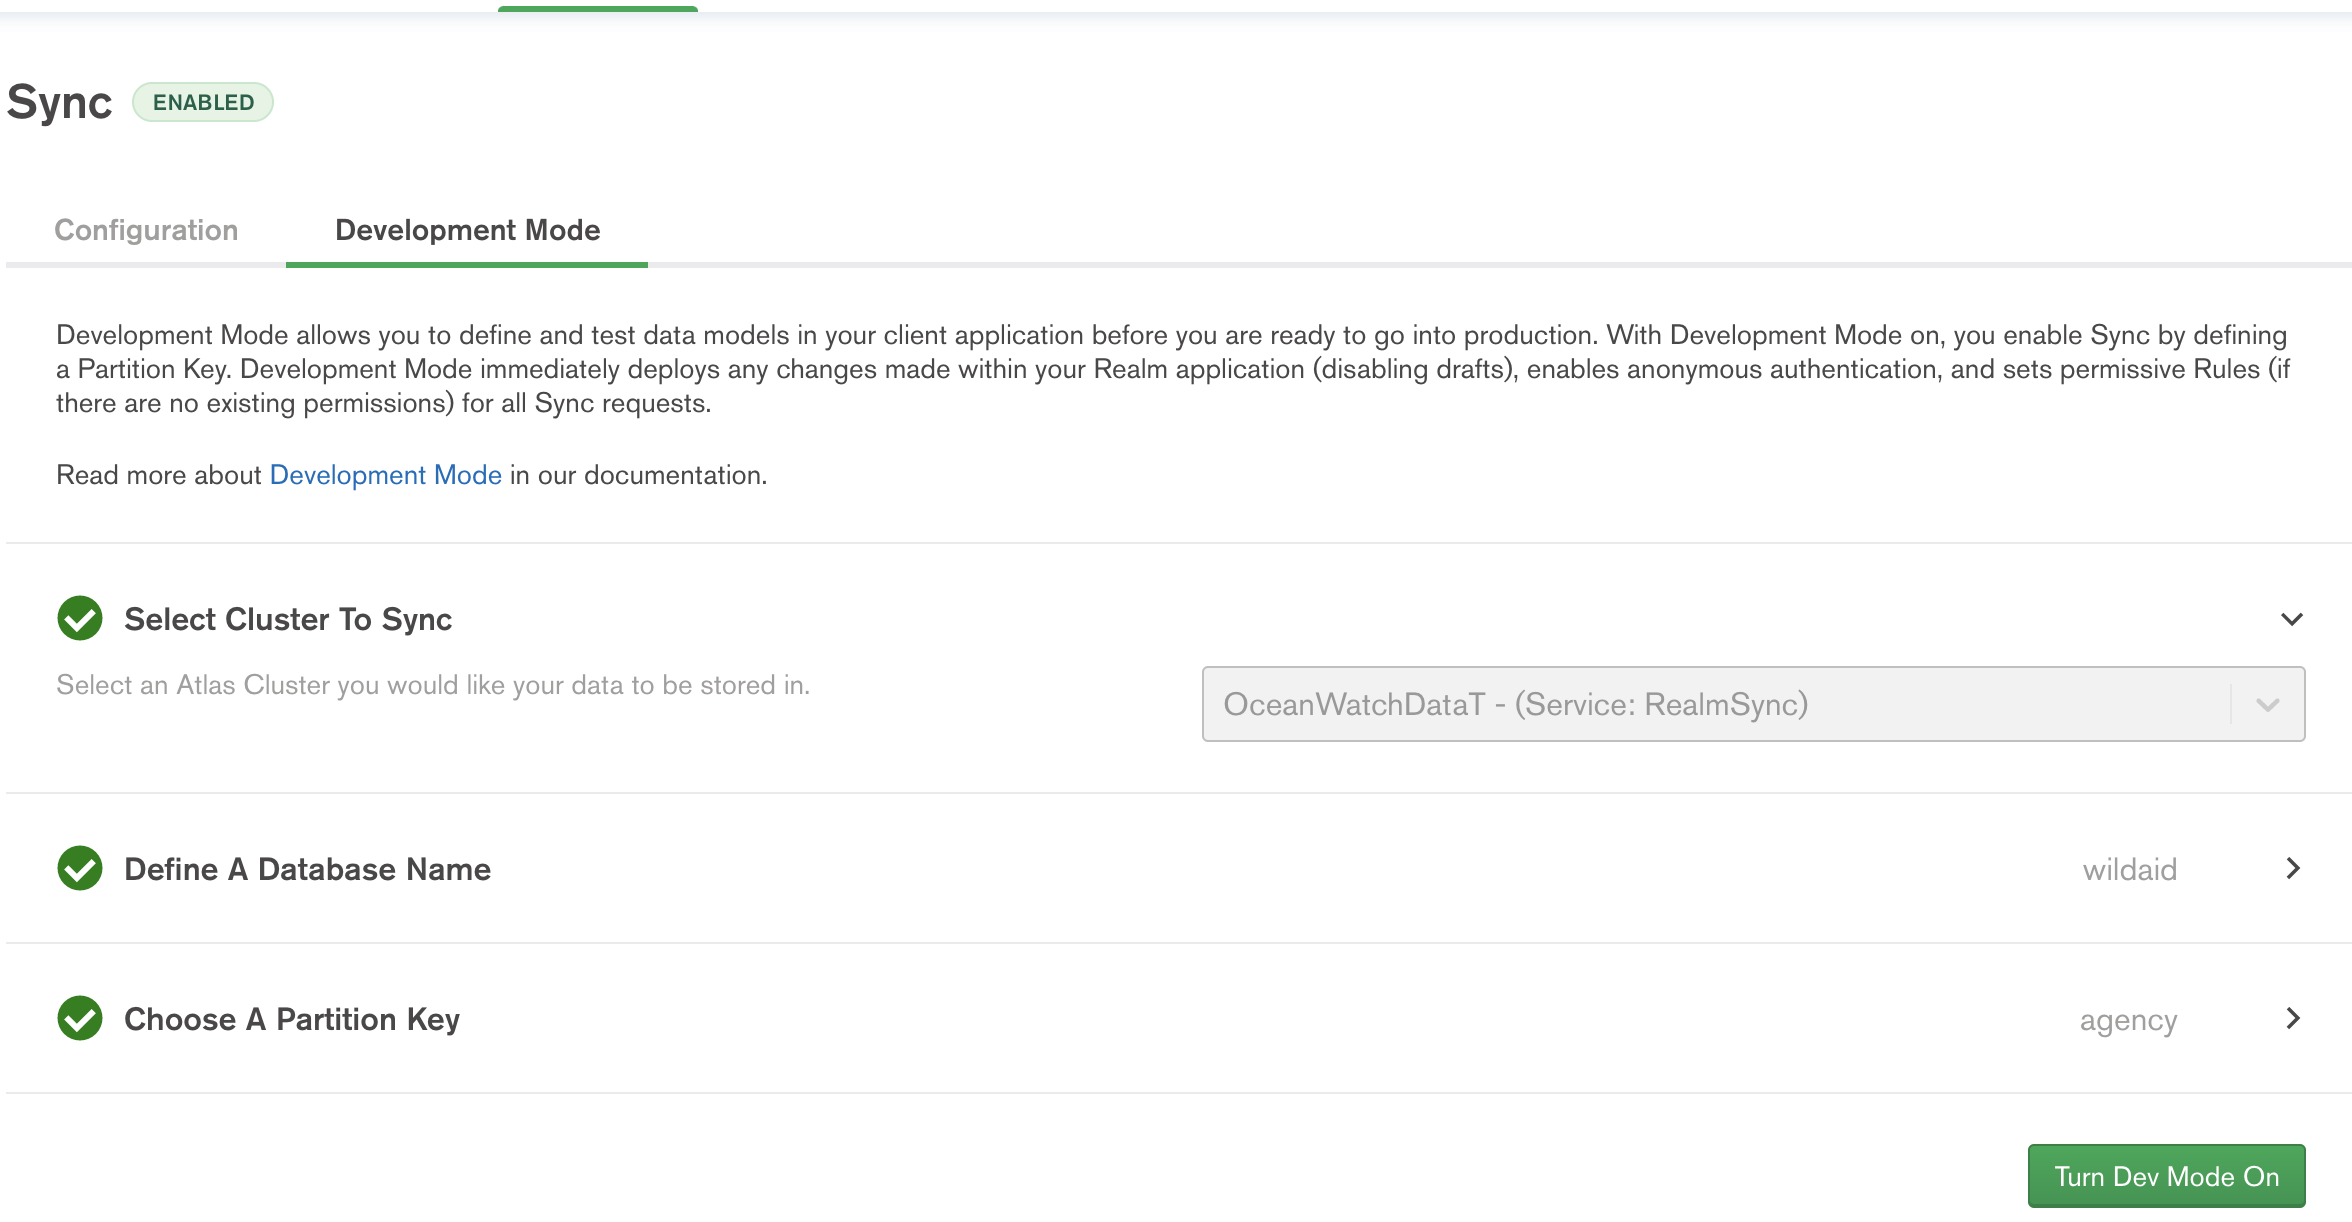 Sync ENABLED
Configuration Development Mode
Development Mode allows you to define and test data models in your client application before you are ready to go into production. With Development Mode on, you enable Sync by defining
a Partition Key. Development Mode immediately deploys any changes made within your Realm application (disabling drafts), enables anonymous authentication, and sets permissive Rules (if
there are no existing permissions) for all Sync requests.
Read more about Development Mode in our documentation.
Select Cluster To Sync
Select an Atlas Cluster you would like your data to be stored in.
OceanWatchDataT - (Service: RealmSync)
Define A Database Name wildaid
Choose A Partition Key agency
Turn Dev Mode On